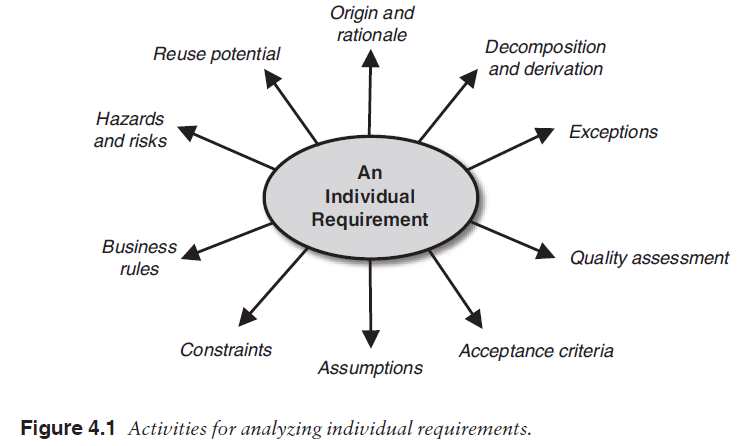 Origin and
rationale
Reuse potential
Decomposition
and derivation
Hazards
and risks
Exceptions
An
Individual
Requirement
Business
rules
Quality assessment
Constraints
Assumptions
Acceptance criteria
Figure 4.1 Activities for analyzing individual requirements.